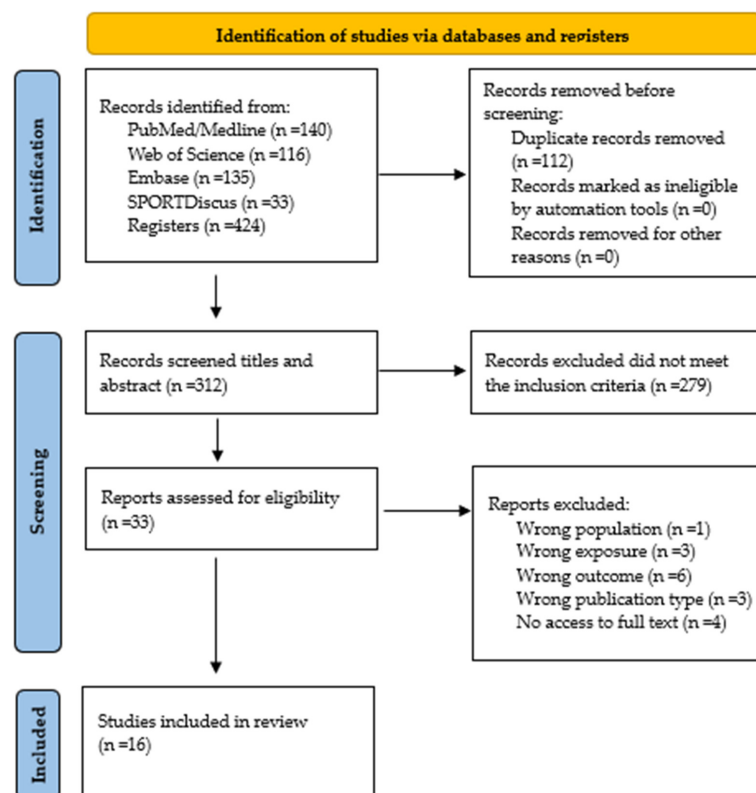 Identification of studies via databases and registers
Identification
Records identified from:
PubMed/Medline (n =140)
Web of Science (n =116)
Embase (n =135)
SPORTDiscus (n =33)
Registers (n =424)
Records removed before
screening:
Duplicate records removed
(n =112)
Records marked as ineligible
by automation tools (n =0)
Records removed for other
reasons (n =0)
Screening
Records screened titles and
abstract (n =312)
Records excluded did not meet
the inclusion criteria (n =279)
Reports assessed for eligibility
(n =33)
Reports excluded:
Wrong population (n =1)
Wrong exposure (n =3)
Wrong outcome (n =6)
Wrong publication type (n =3)
No access to full text (n =4)
Included
Studies included in review
(n =16)